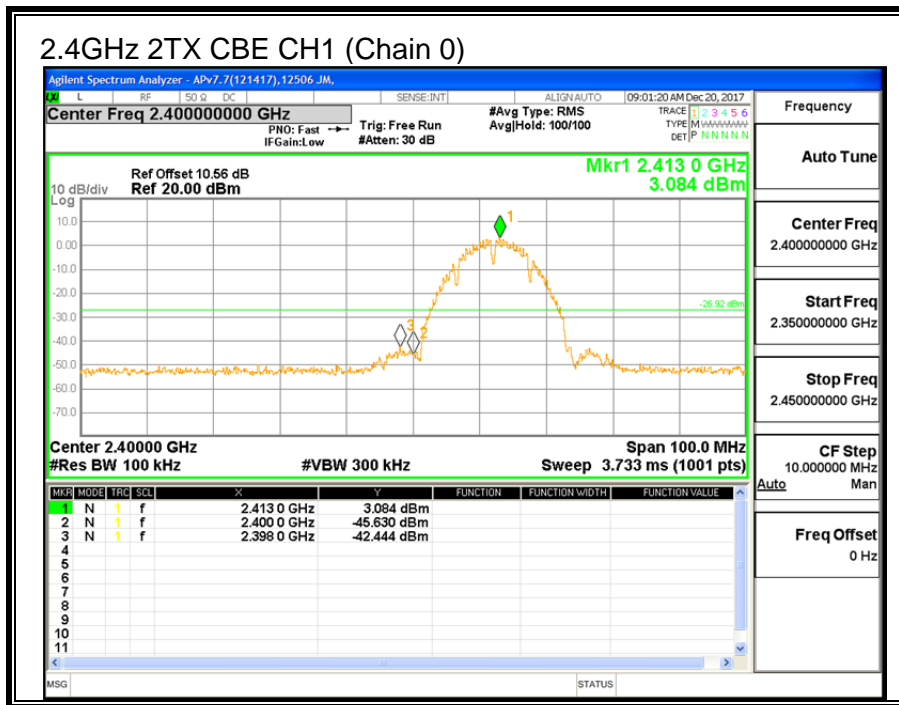 2.4GHz 2TX CBE CH1 (Chain 0)
Agilent Spectrum Analyzer - APv7.7(121417),12506 JM,
L RF 50 Ω DC SENSE:INT ALIGN AUTO 09:01:20 AM Dec 20, 2017
Center Freq 2.400000000 GHz
PNO: Fast
IFGain:Low
Trig: Free Run
#Atten: 30 dB
#Avg Type: RMS
Avg|Hold: 100/100
TRACE 1 2 3 4 5 6
TYPE M WWWWW
DET P N N N N N
Ref Offset 10.56 dB
Ref 20.00 dBm
10 dB/div
Log
Mkr1 2.413 0 GHz
3.084 dBm
10.0
0.00
-10.0
-20.0
-30.0
-40.0
-50.0
-60.0
-70.0
1
2
3
-26.92 dBm
Center 2.40000 GHz
#Res BW 100 kHz
#VBW 300 kHz
Span 100.0 MHz
Sweep 3.733 ms (1001 pts)
MKR MODE TRC SCL X Y FUNCTION FUNCTION WIDTH FUNCTION VALUE
1 N 1 f 2.413 0 GHz 3.084 dBm
2 N 1 f 2.400 0 GHz -45.630 dBm
3 N 1 f 2.398 0 GHz -42.444 dBm
4
5
6
7
8
9
10
11
MSG
STATUS
Frequency
Auto Tune
Center Freq
2.400000000 GHz
Start Freq
2.350000000 GHz
Stop Freq
2.450000000 GHz
CF Step
10.000000 MHz
Auto Man
Freq Offset
0 Hz